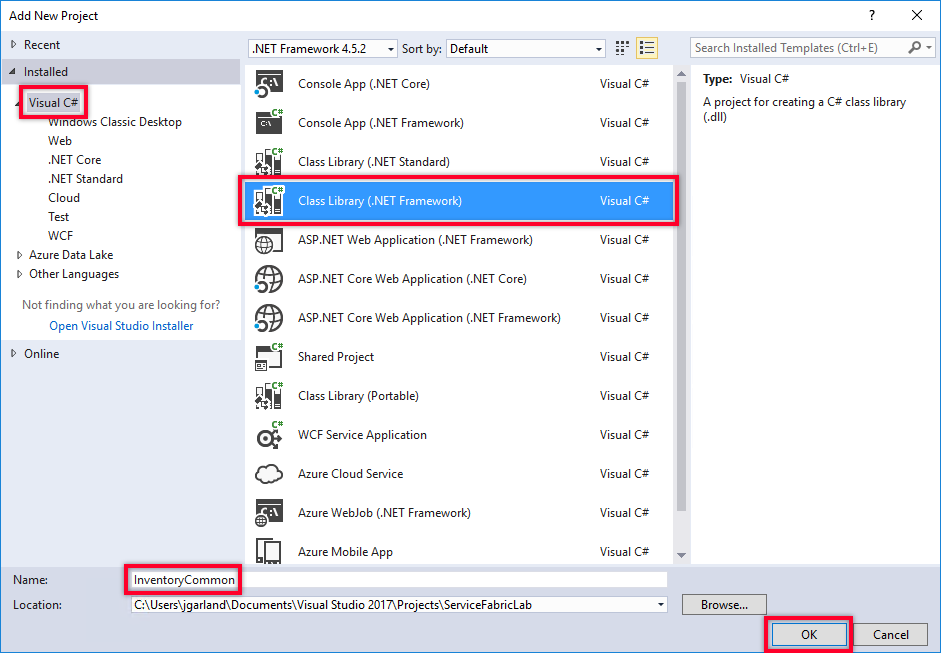 Add New Project
?
Recent
.NET Framework 4.5.2
Sort by:
Default
Search Installed Templates (Ctrl+E)
Installed
Visual C#
Windows Classic Desktop
Web
.NET Core
.NET Standard
Cloud
Test
WCF
Azure Data Lake
Other Languages
Not finding what you are looking for?
Open Visual Studio Installer
Online
Console App (.NET Core) Visual C#
Console App (.NET Framework) Visual C#
Class Library (.NET Standard) Visual C#
Class Library (.NET Framework) Visual C#
ASP.NET Web Application (.NET Framework) Visual C#
ASP.NET Core Web Application (.NET Core) Visual C#
ASP.NET Core Web Application (.NET Framework) Visual C#
Shared Project Visual C#
Class Library (Portable) Visual C#
WCF Service Application Visual C#
Azure Cloud Service Visual C#
Azure WebJob (.NET Framework) Visual C#
Azure Mobile App Visual C#
Type: Visual C#
A project for creating a C# class library
(.dll)
Name: InventoryCommon
Location: C:\Users\jgarland\Documents\Visual Studio 2017\Projects\ServiceFabricLab
Browse...
OK
Cancel